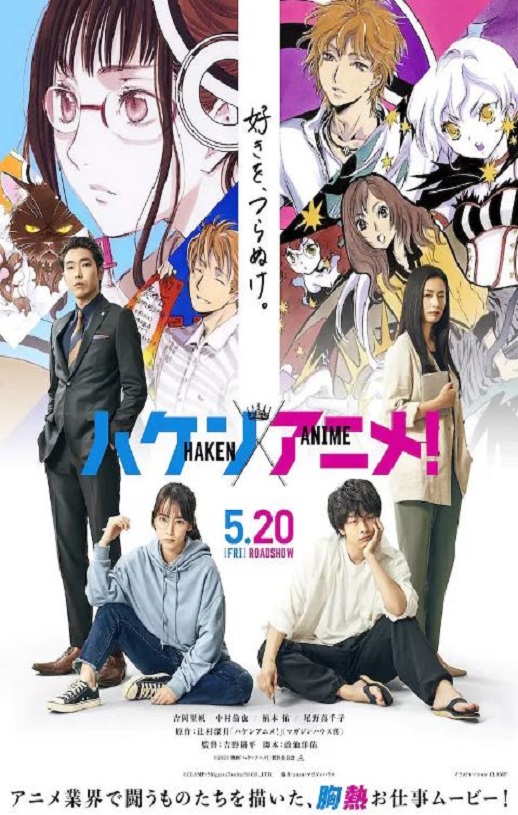 好きを、つらぬけ。
ハケンアニメ!
HAKEN ANIME
5.20
[FRI] ROADSHOW
吉岡里帆 中村倫也 / 柄本佑 / 尾野真千子
原作:辻村深月「ハケンアニメ!」(マガジンハウス刊)
監督:吉野耕平 脚本:政池洋佑
アニメ業界で闘うものたちを描いた、胸熱お仕事ムービー!